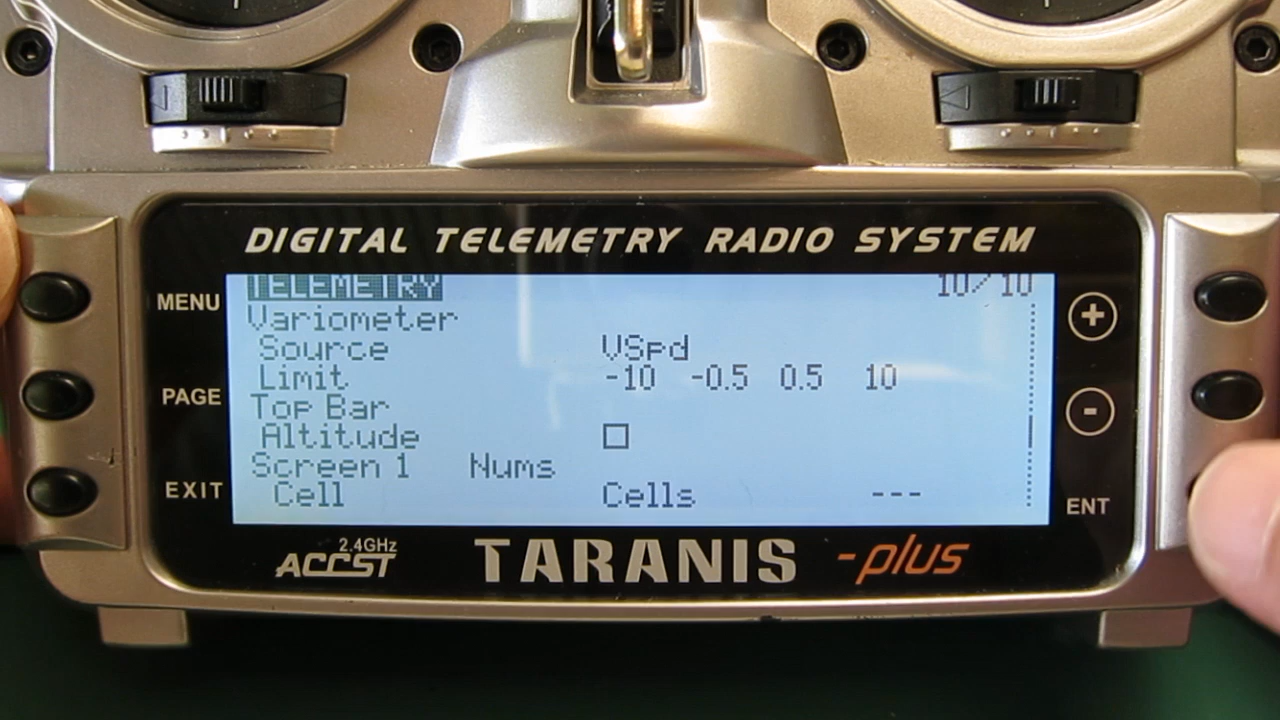 DIGITAL TELEMETRY RADIO SYSTEM
MENU
PAGE
EXIT
TELEMETRY 10/10
Variometer
Source VSpd
Limit -10 -0.5 0.5 10
Top Bar
Altitude
Screen 1 Nums
Cell Cells ---
+
-
ENT
2.4GHz
ACCST
TARANIS -plus